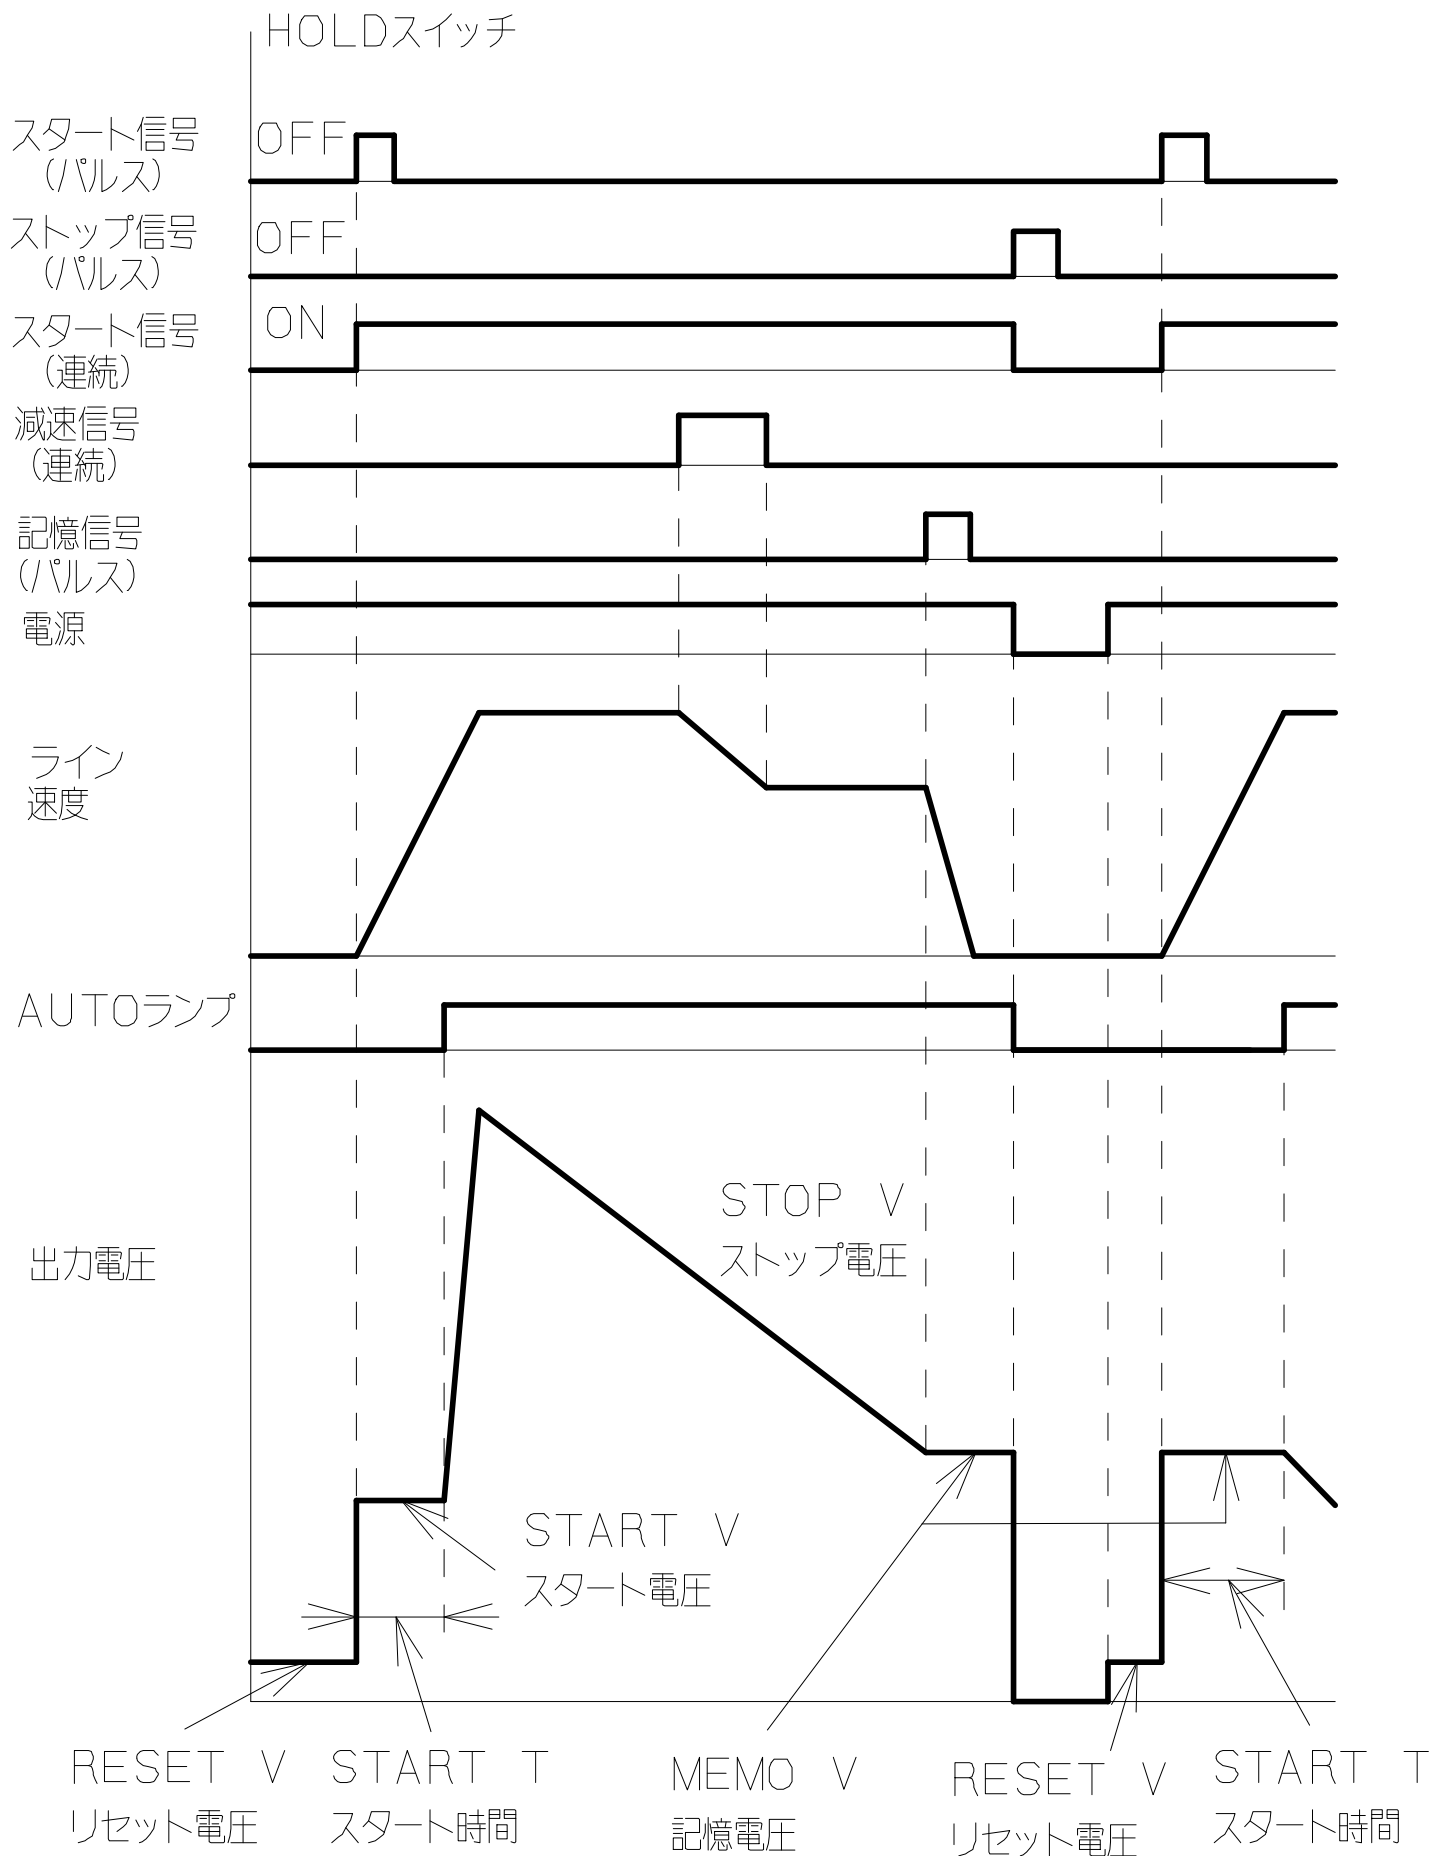 HOLDスイッチ
スタート信号 OFF
(パルス)
ストップ信号 OFF
(パルス)
スタート信号 ON
(連続)
減速信号
(連続)
記憶信号
(パルス)
電源
ライン
速度
AUTOランプ
STOP V
ストップ電圧
出力電圧
START V
スタート電圧
RESET V
リセット電圧
START T
スタート時間
MEMO V
記憶電圧
RESET V
リセット電圧
START T
スタート時間